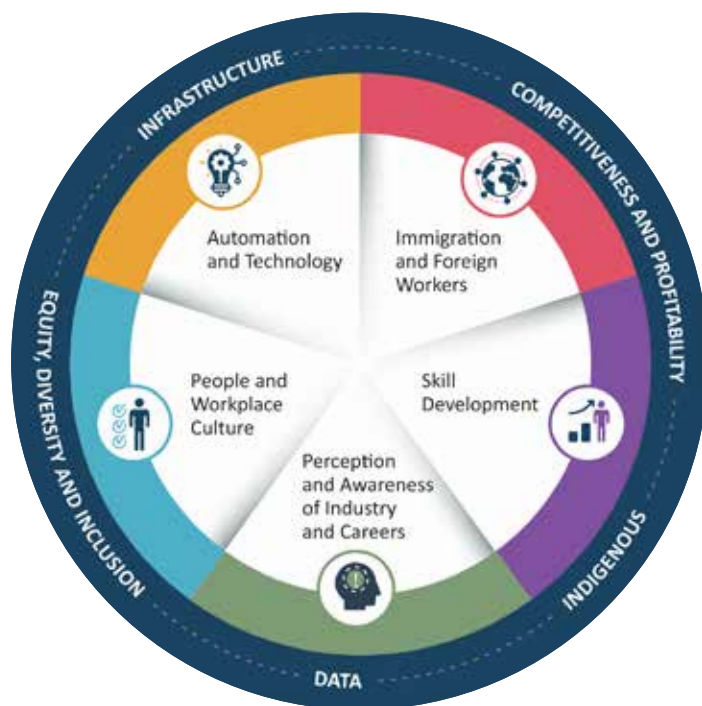 INFRASTRUCTURE
COMPETITIVENESS AND PROFITABILITY
Automation
and Technology
Immigration
and Foreign
Workers
EQUITY, DIVERSITY AND INCLUSION
People and
Workplace
Culture
Skill
Development
Perception
and Awareness
of Industry
and Careers
INDIGENOUS
DATA